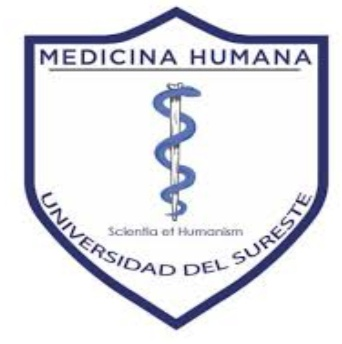 MEDICINA HUMANA
Scientia et Humanism
UNIVERSIDAD DEL SURESTE